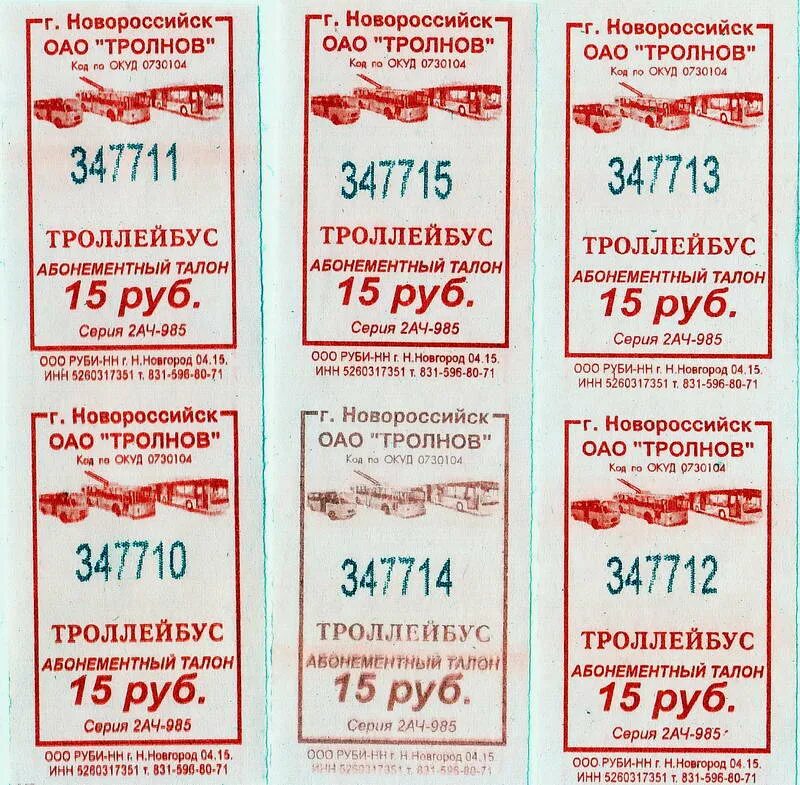 г. Новороссийск
ОАО "ТРОЛНОВ"
Код по ОКУД 0730104
347711
ТРОЛЛЕЙБУС
АБОНЕМЕНТНЫЙ ТАЛОН
15 руб.
Серия 2АЧ-985
ООО РУБИ-НН г. Н.Новгород 04.15.
ИНН 5260317351 т. 831-596-80-71
г. Новороссийск
ОАО "ТРОЛНОВ"
Код по ОКУД 0730104
347715
ТРОЛЛЕЙБУС
АБОНЕМЕНТНЫЙ ТАЛОН
15 руб.
Серия 2АЧ-985
ООО РУБИ-НН г. Н.Новгород 04.15.
ИНН 5260317351 т. 831-596-80-71
г. Новороссийск
ОАО "ТРОЛНОВ"
Код по ОКУД 0730104
347713
ТРОЛЛЕЙБУС
АБОНЕМЕНТНЫЙ ТАЛОН
15 руб.
Серия 2АЧ-985
ООО РУБИ-НН г. Н.Новгород 04.15.
ИНН 5260317351 т. 831-596-80-71
г. Новороссийск
ОАО "ТРОЛНОВ"
Код по ОКУД 0730104
347710
ТРОЛЛЕЙБУС
АБОНЕМЕНТНЫЙ ТАЛОН
15 руб.
Серия 2АЧ-985
ООО РУБИ-НН г. Н.Новгород 04.15.
ИНН 5260317351 т. 831-596-80-71
г. Новороссийск
ОАО "ТРОЛНОВ"
Код по ОКУД 0730104
347714
ТРОЛЛЕЙБУС
АБОНЕМЕНТНЫЙ ТАЛОН
15 руб.
Серия 2АЧ-985
ООО РУБИ-НН г. Н.Новгород 04.15.
ИНН 5260317351 т. 831-596-80-71
г. Новороссийск
ОАО "ТРОЛНОВ"
Код по ОКУД 0730104
347712
ТРОЛЛЕЙБУС
АБОНЕМЕНТНЫЙ ТАЛОН
15 руб.
Серия 2АЧ-985
ООО РУБИ-НН г. Н.Новгород 04.15.
ИНН 5260317351 т. 831-596-80-71